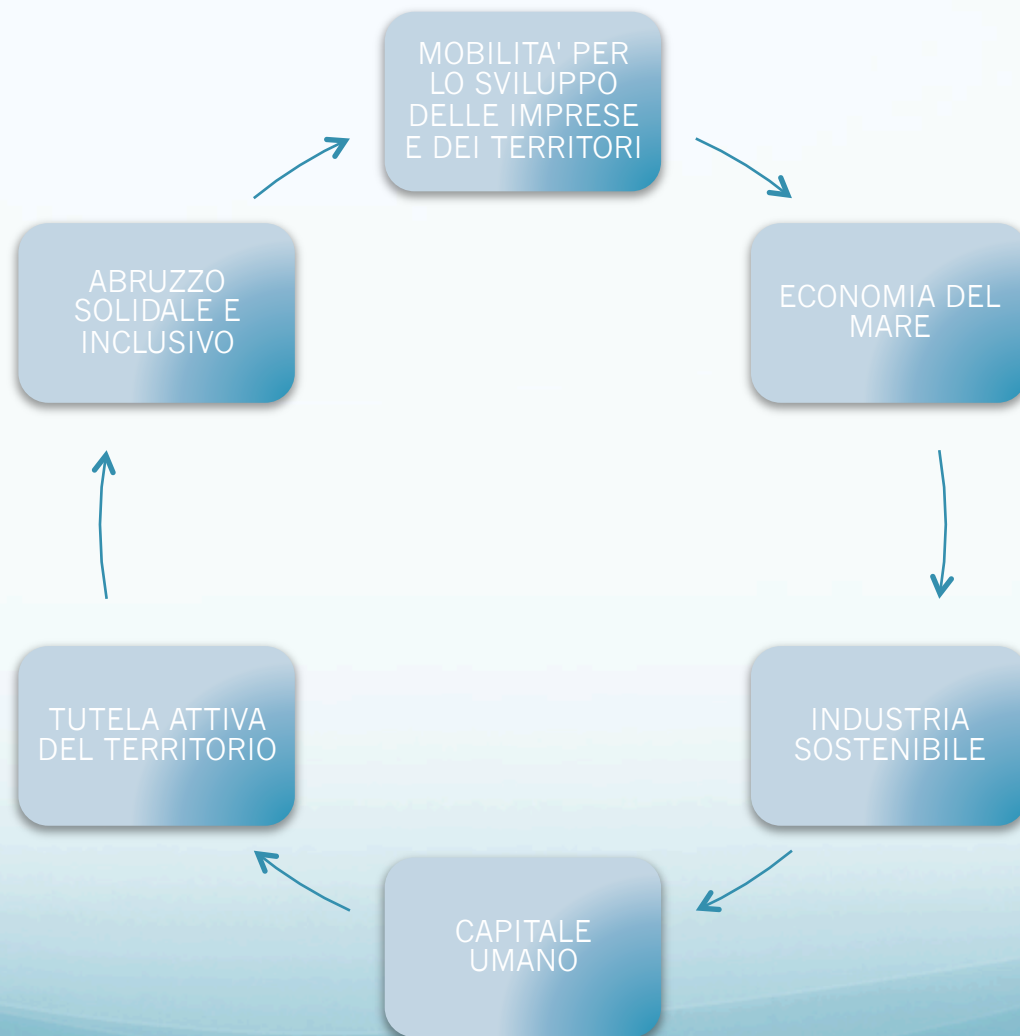 MOBILITA' PER
LO SVILUPPO
DELLE IMPRESE
E DEI TERRITORI
ECONOMIA DEL
MARE
INDUSTRIA
SOSTENIBILE
CAPITALE
UMANO
TUTELA ATTIVA
DEL TERRITORIO
ABRUZZO
SOLIDALE E
INCLUSIVO